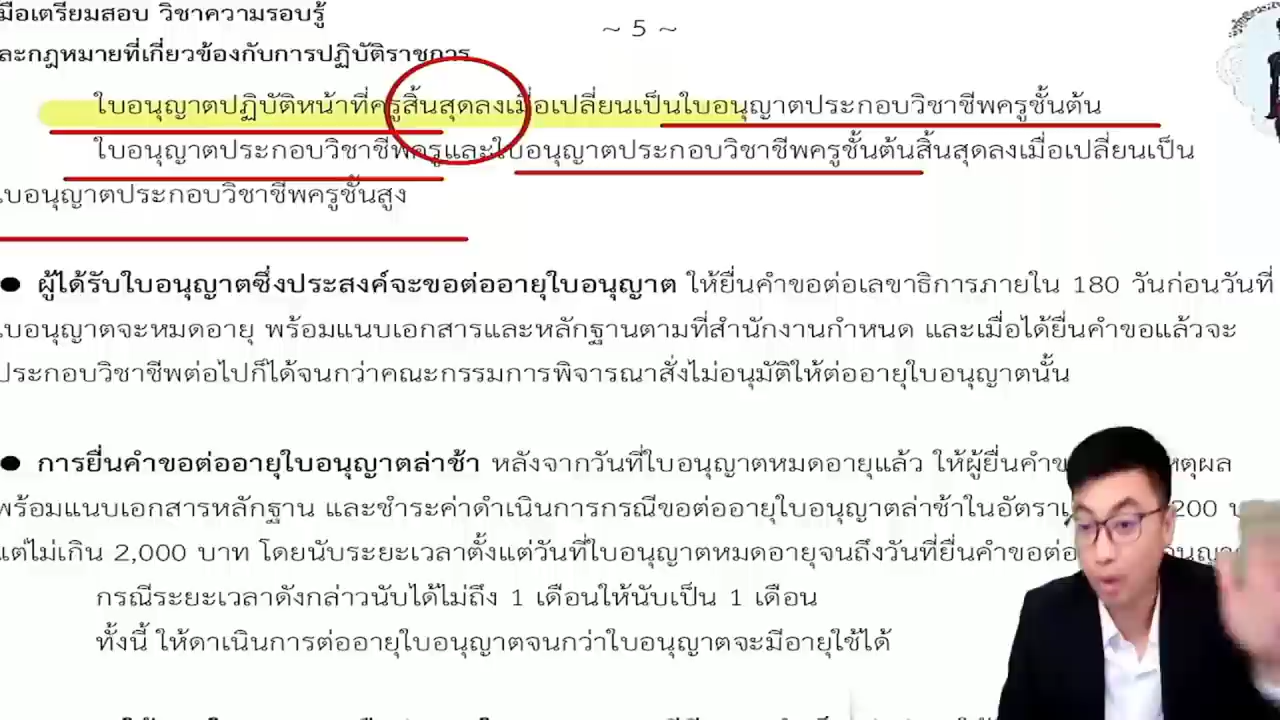 มือเตรียมสอบ วิชาความรอบรู้
~ 5 ~
ละกฎหมายที่เกี่ยวข้องกับการปฏิบัติราชการ
ใบอนุญาตปฏิบัติหน้าที่ครูสิ้นสุดลงเมื่อเปลี่ยนเป็นใบอนุญาตประกอบวิชาชีพครูชั้นต้น
ใบอนุญาตประกอบวิชาชีพครูและใบอนุญาตประกอบวิชาชีพครูชั้นต้นสิ้นสุดลงเมื่อเปลี่ยนเป็น
ใบอนุญาตประกอบวิชาชีพครูชั้นสูง
● ผู้ได้รับใบอนุญาตซึ่งประสงค์จะขอต่ออายุใบอนุญาต ให้ยื่นคำขอต่อเลขาธิการภายใน 180 วันก่อนวันที่
ใบอนุญาตจะหมดอายุ พร้อมแนบเอกสารและหลักฐานตามที่สำนักงานกำหนด และเมื่อได้ยื่นคำขอแล้วจะ
ประกอบวิชาชีพต่อไปก็ได้จนกว่าคณะกรรมการพิจารณาสั่งไม่อนุมัติให้ต่ออายุใบอนุญาตนั้น
● การยื่นคำขอต่ออายุใบอนุญาตล่าช้า หลังจากวันที่ใบอนุญาตหมดอายุแล้ว ให้ผู้ยื่นคำข หตุผล
พร้อมแนบเอกสารหลักฐาน และชำระค่าดำเนินการกรณีขอต่ออายุใบอนุญาตล่าช้าในอัตรา 200
แต่ไม่เกิน 2,000 บาท โดยนับระยะเวลาตั้งแต่วันที่ใบอนุญาตหมดอายุจนถึงวันที่ยื่นคำขอต่อ
กรณีระยะเวลาดังกล่าวนับได้ไม่ถึง 1 เดือนให้นับเป็น 1 เดือน
ทั้งนี้ ให้ดาเนินการต่ออายุใบอนุญาตจนกว่าใบอนุญาตจะมีอายุใช้ได้